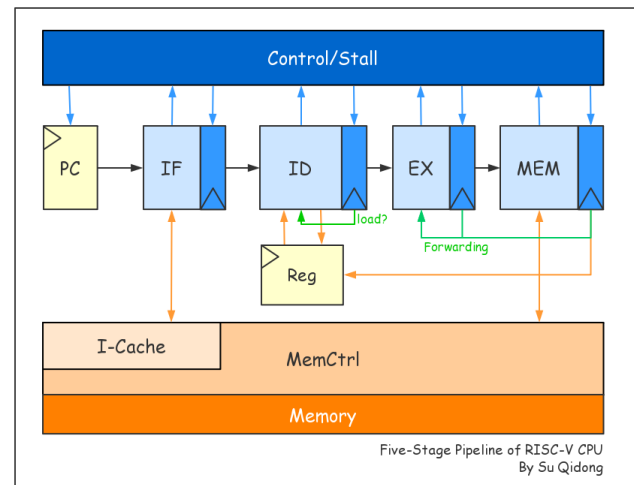 Control/Stall
PC
IF
ID
EX
MEM
load?
Forwarding
Reg
I-Cache
MemCtrl
Memory
Five-Stage Pipeline of RISC-V CPU
By Su Qidong